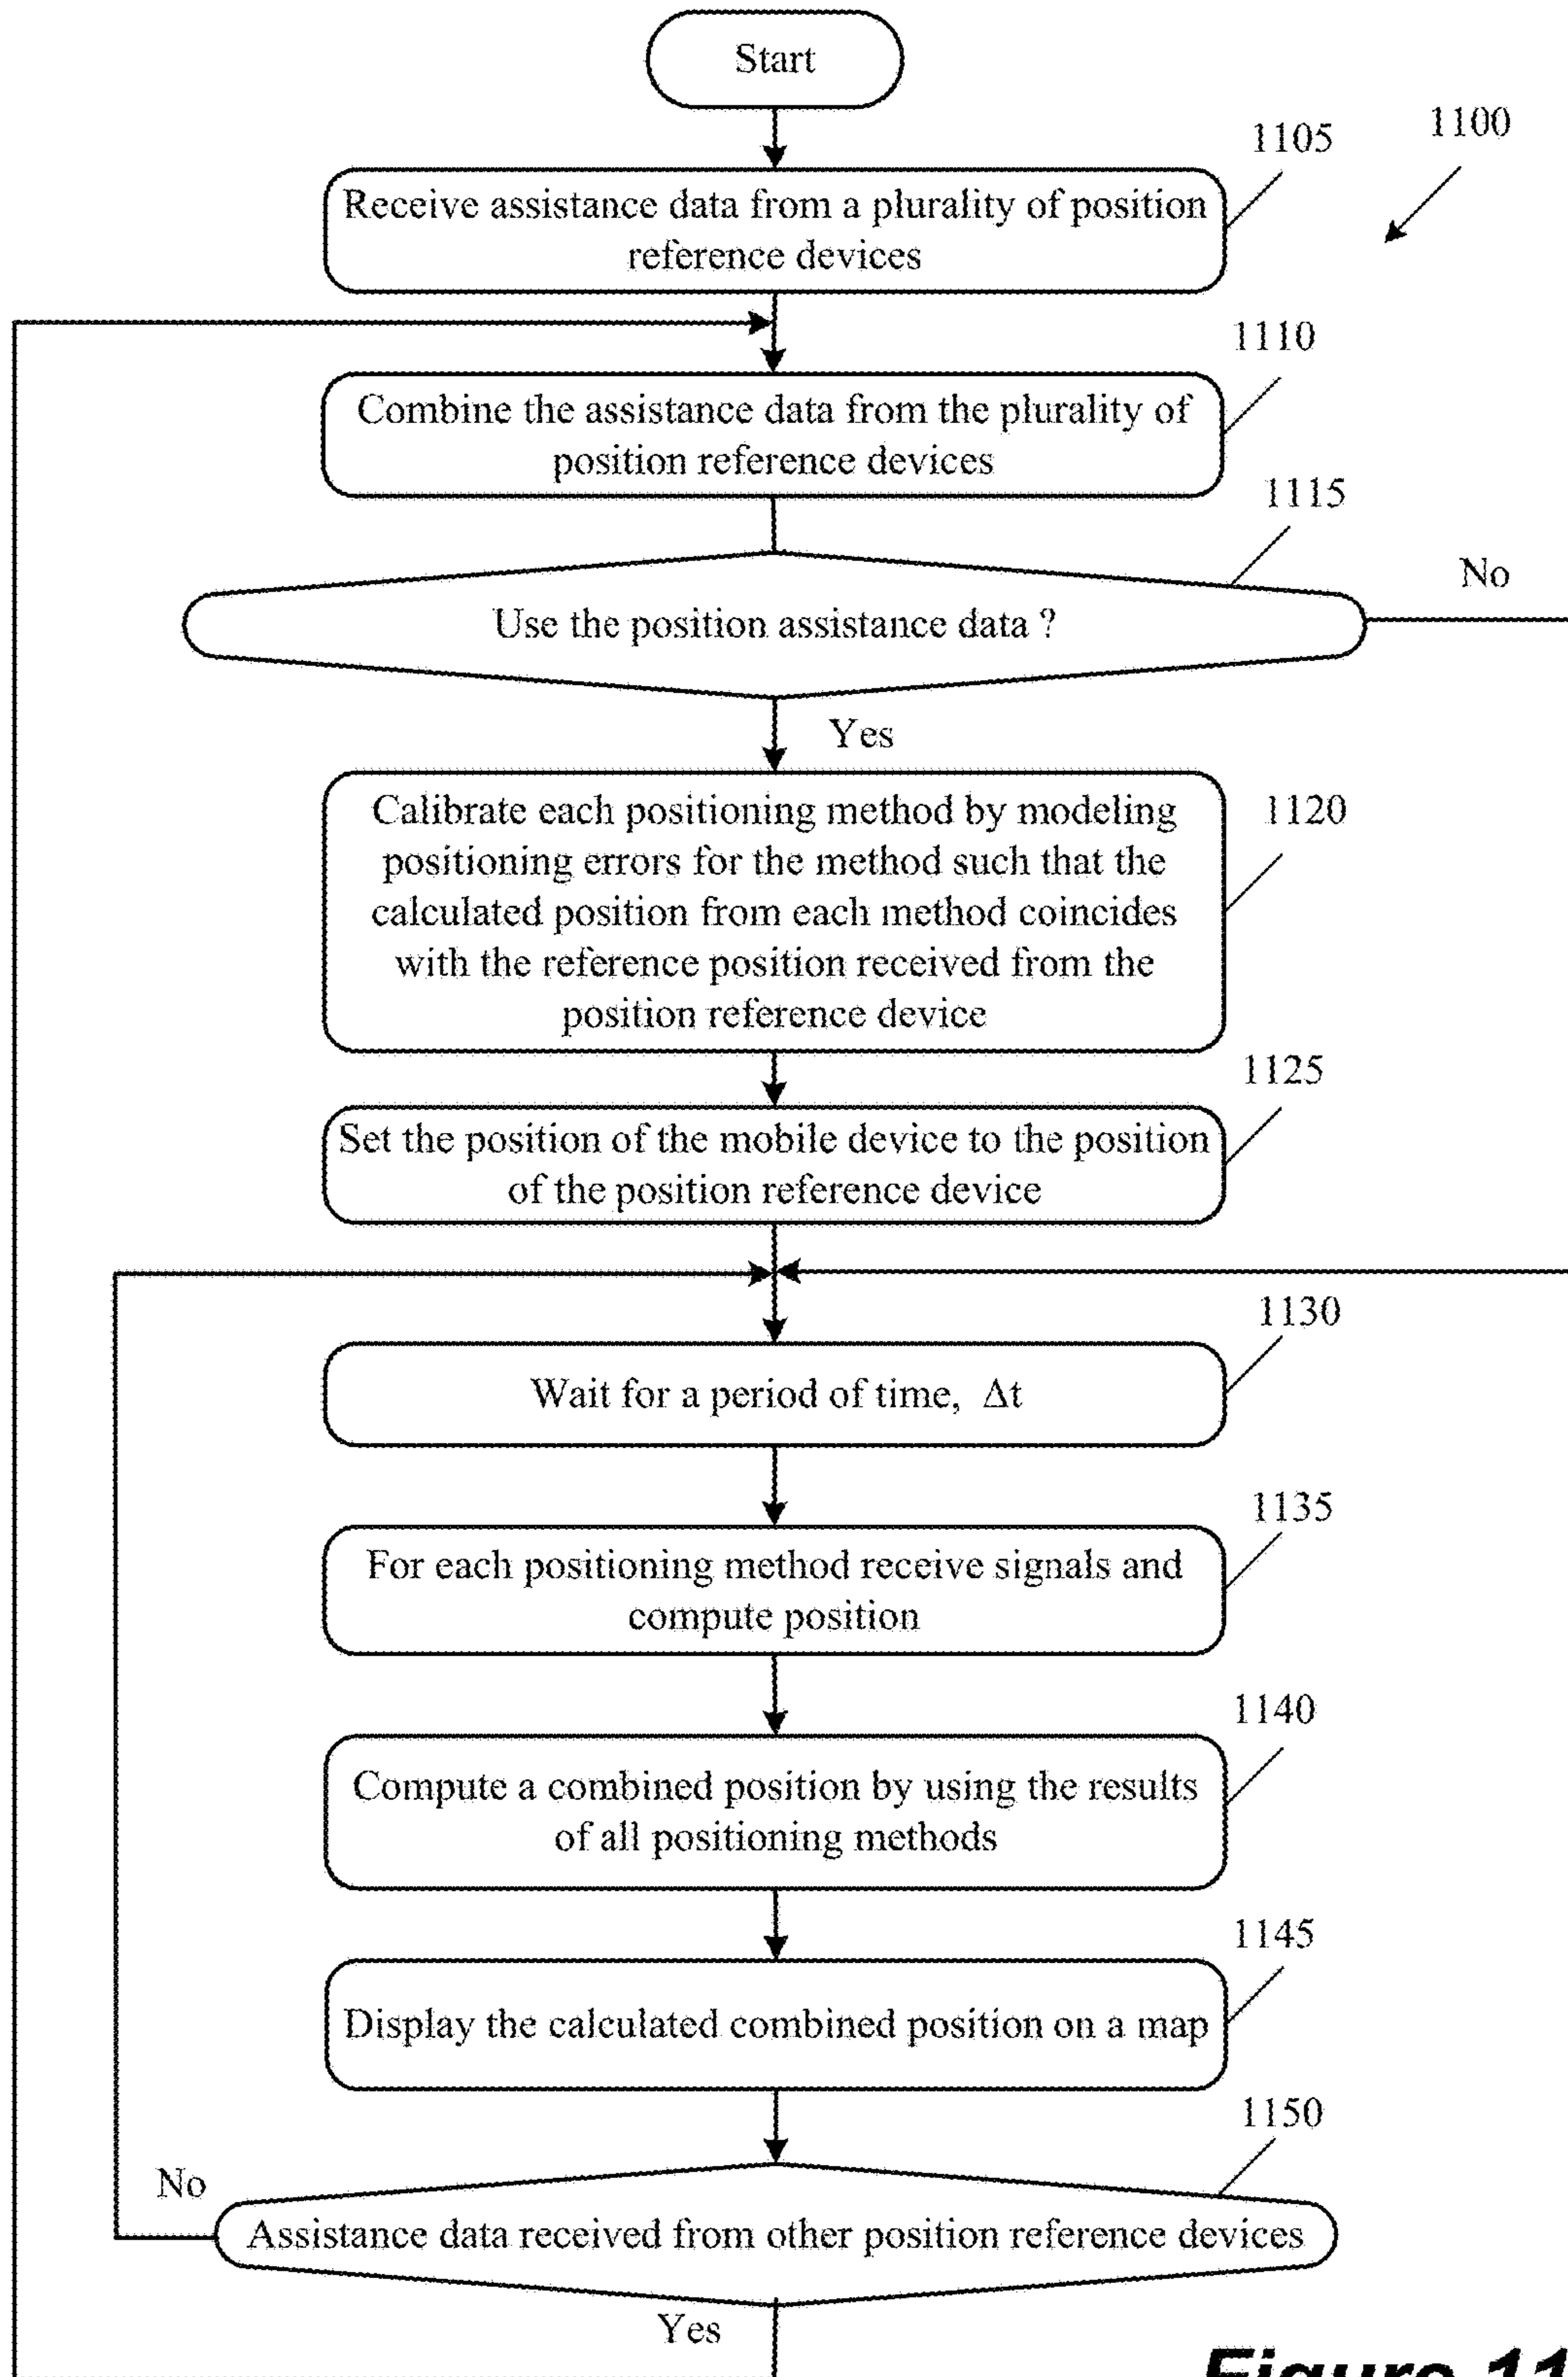 Start
1100
1105
Receive assistance data from a plurality of position
reference devices
1110
Combine the assistance data from the plurality of
position reference devices
1115
No
Use the position assistance data ?
Yes
1120
Calibrate each positioning method by modeling
positioning errors for the method such that the
calculated position from each method coincides
with the reference position received from the
position reference device
1125
Set the position of the mobile device to the position
of the position reference device
1130
Wait for a period of time, Δt
1135
For each positioning method receive signals and
compute position
1140
Compute a combined position by using the results
of all positioning methods
1145
Display the calculated combined position on a map
1150
No
Assistance data received from other position reference devices
Yes
Figure 11